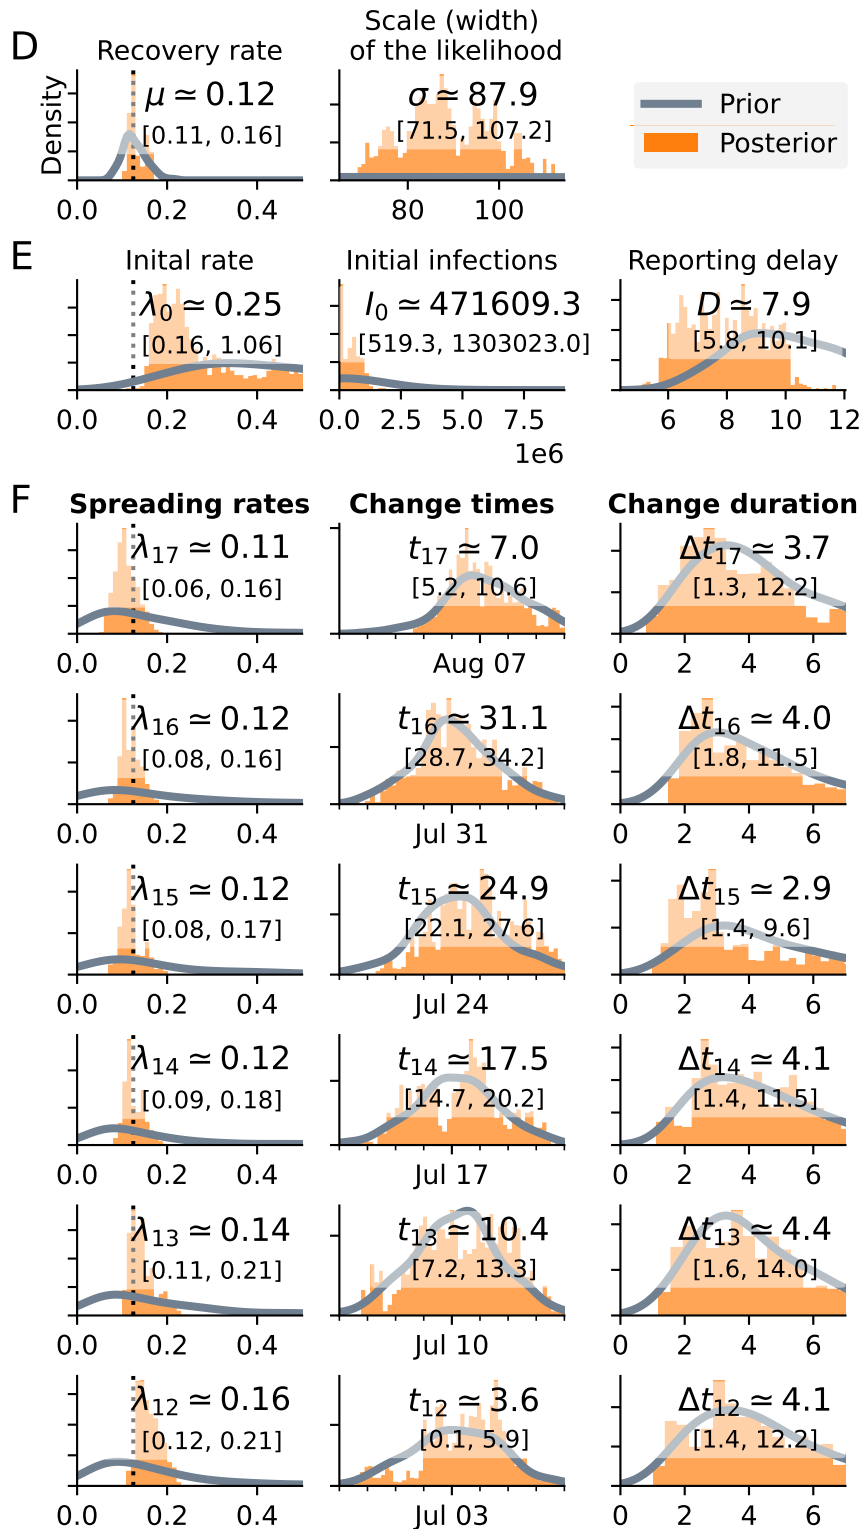 D
Recovery rate
Density
μ ≃ 0.12
[0.11, 0.16]
0.0 0.2 0.4
Scale (width)
of the likelihood
σ ≃ 87.9
[71.5, 107.2]
80 100
Prior
Posterior
E
Inital rate
λ0 ≃ 0.25
[0.16, 1.06]
0.0 0.2 0.4
Initial infections
I0 ≃ 471609.3
[519.3, 1303023.0]
0.0 2.5 5.0 7.5
1e6
Reporting delay
D ≃ 7.9
[5.8, 10.1]
6 8 10 12
F
Spreading rates
Change times
Change duration
λ17 ≃ 0.11
[0.06, 0.16]
0.0 0.2 0.4
t17 ≃ 7.0
[5.2, 10.6]
Aug 07
Δt17 ≃ 3.7
[1.3, 12.2]
0 2 4 6
λ16 ≃ 0.12
[0.08, 0.16]
0.0 0.2 0.4
t16 ≃ 31.1
[28.7, 34.2]
Jul 31
Δt16 ≃ 4.0
[1.8, 11.5]
0 2 4 6
λ15 ≃ 0.12
[0.08, 0.17]
0.0 0.2 0.4
t15 ≃ 24.9
[22.1, 27.6]
Jul 24
Δt15 ≃ 2.9
[1.4, 9.6]
0 2 4 6
λ14 ≃ 0.12
[0.09, 0.18]
0.0 0.2 0.4
t14 ≃ 17.5
[14.7, 20.2]
Jul 17
Δt14 ≃ 4.1
[1.4, 11.5]
0 2 4 6
λ13 ≃ 0.14
[0.11, 0.21]
0.0 0.2 0.4
t13 ≃ 10.4
[7.2, 13.3]
Jul 10
Δt13 ≃ 4.4
[1.6, 14.0]
0 2 4 6
λ12 ≃ 0.16
[0.12, 0.21]
0.0 0.2 0.4
t12 ≃ 3.6
[0.1, 5.9]
Jul 03
Δt12 ≃ 4.1
[1.4, 12.2]
0 2 4 6